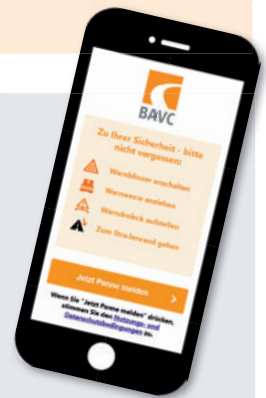 BAVC
Zu Ihrer Sicherheit - bitte
nicht vergessen:
Warnblinker anschalten
Warnweste anziehen
Warndreieck aufstellen
Zum Straßenrand gehen
Jetzt Panne melden
Wenn Sie "Jetzt Panne melden" drücken,
stimmen Sie den Nutzungs- und
Datenschutzbedingungen zu.